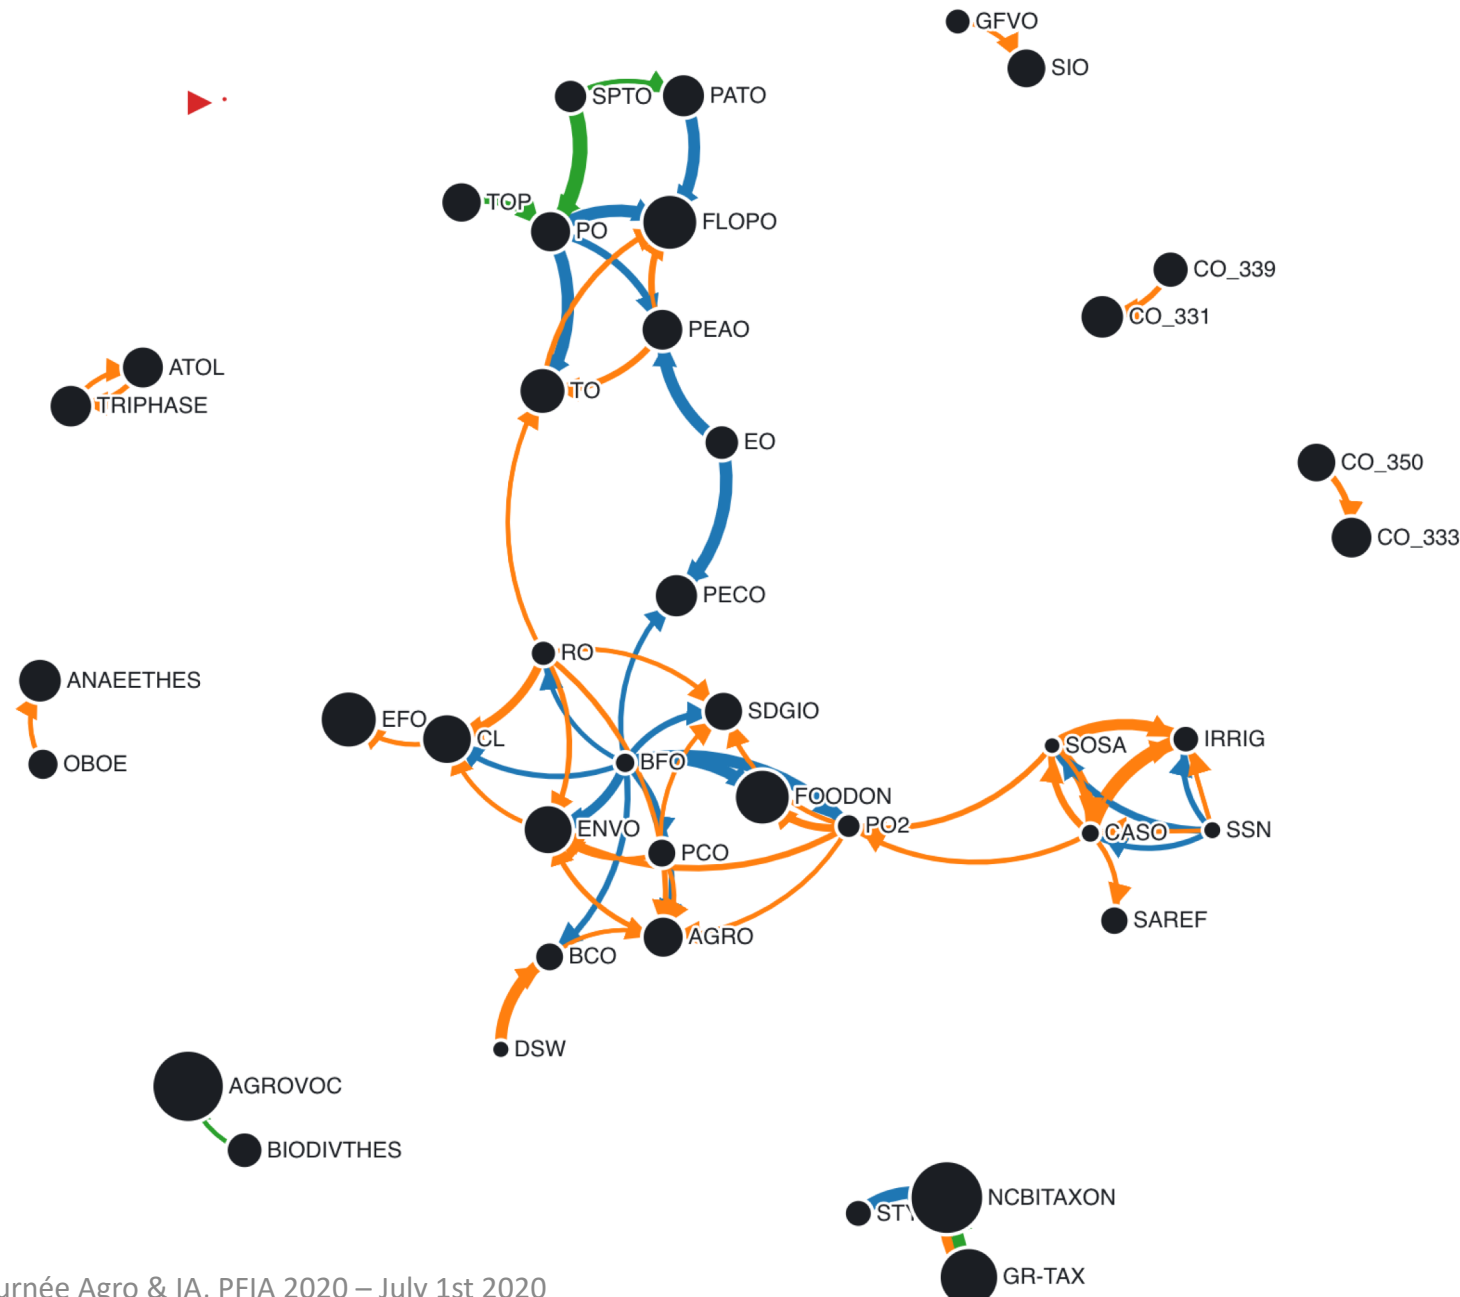 GFVO
SIO
SPTO
PATO
TOP
PO
FLOPO
CO_339
CO_331
PEAO
ATOL
TRIPHASE
TO
EO
CO_350
CO_333
PECO
RO
ANAEETHES
SDGIO
EFO
CL
SOSA
IRRIG
OBOE
BFO
FOODON
ENVO
PO2
CASO
SSN
PCO
SAREF
AGRO
BCO
DSW
AGROVOC
BIODIVTHES
NCBITAXON
STY
GR-TAX
urnée Agro & IA, PFIA 2020 – July 1st 2020